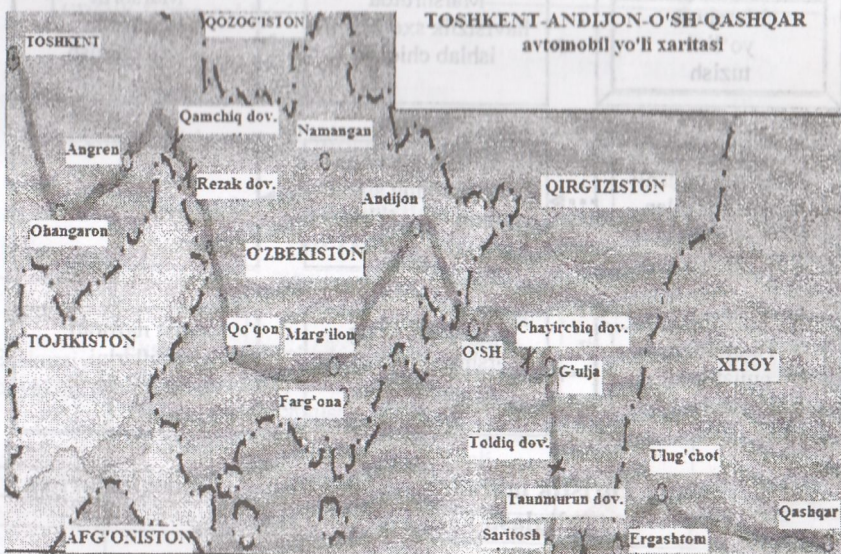 TOSHKENT-ANDIJON-O'SH-QASHQAR
avtomobil yo'li xaritasi
QOZOG'ISTON
TOSHKENT
Qamchiq dov.
Namangan
Angren
Rezak dov.
QIRG'IZISTON
Andijon
Ohangaron
O'ZBEKISTON
Chayirchiq dov.
TOJIKISTON
Qo'qon
Marg'ilon
O'SH
G'ulja
XITOY
Farg'ona
Toldiq dov.
Ulug'chot
Taunmurun dov.
Qashqar
AFG'ONISTON
Saritosh
Ergashtom